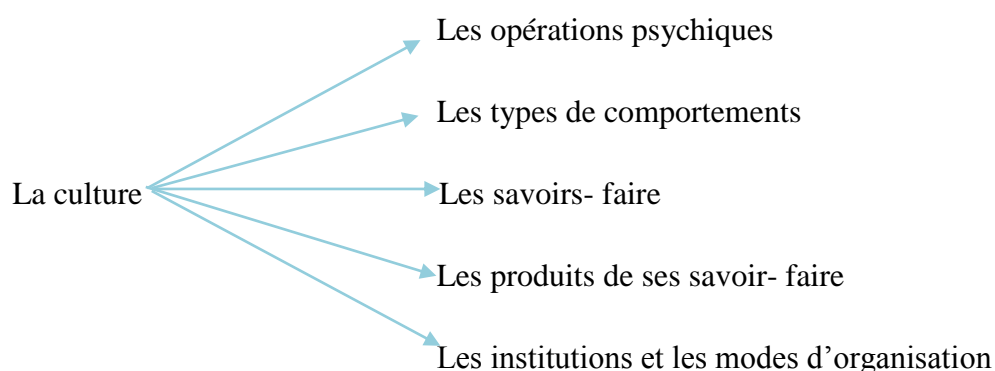 Les opérations psychiques
Les types de comportements
La culture
Les savoirs- faire
Les produits de ses savoir- faire
Les institutions et les modes d’organisation